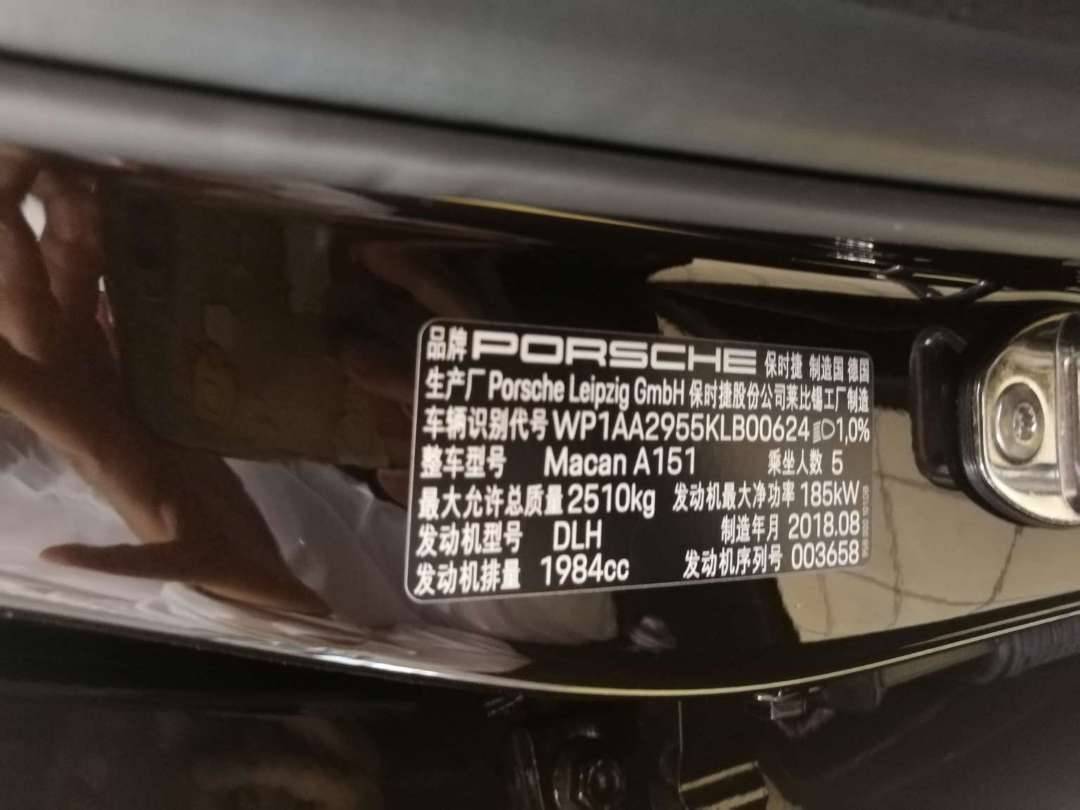 品牌 PORSCHE 保时捷 制造国 德国
生产厂 Porsche Leipzig GmbH 保时捷股份公司莱比锡工厂制造
车辆识别代号 WP1AA2955KLB00624 1,0%
整车型号 Macan A151 乘坐人数 5
最大允许总质量 2510kg 发动机最大净功率 185kW
发动机型号 DLH 制造年月 2018.08
发动机排量 1984cc 发动机序列号 003658